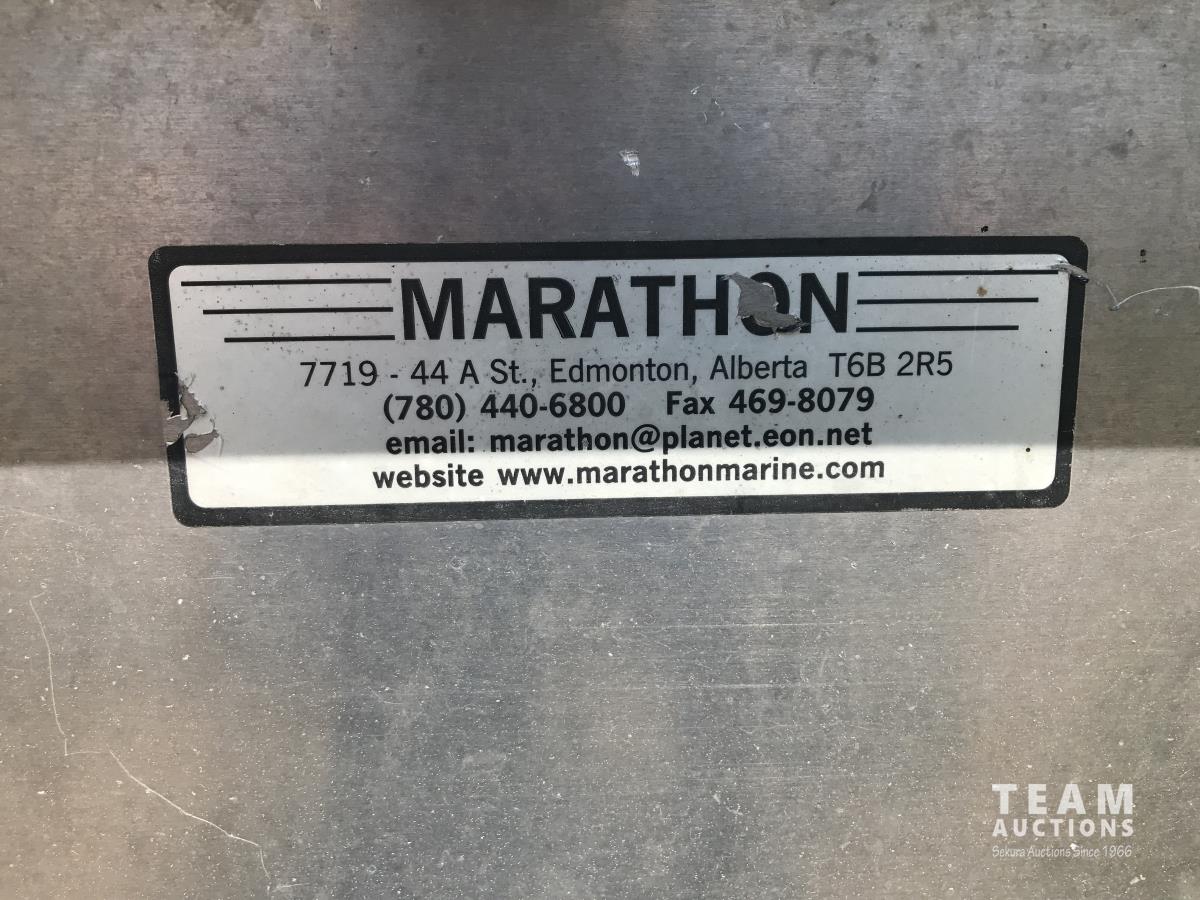 MARATHON
7719 - 44 A St., Edmonton, Alberta T6B 2R5
(780) 440-6800 Fax 469-8079
email: marathon@planet.eon.net
website www.marathonmarine.com
TEAM
AUCTIONS
Sekura Auctions Since 1966